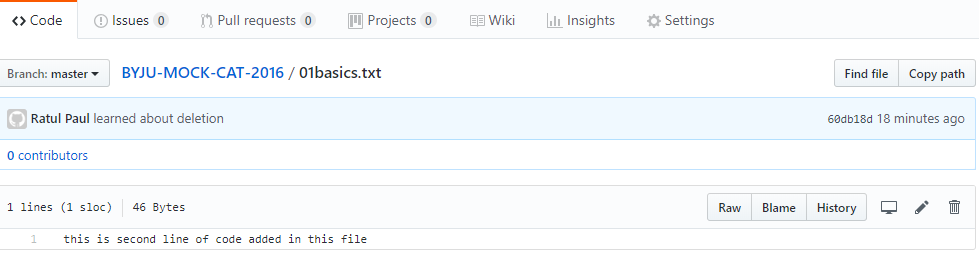 Code Issues 0 Pull requests 0 Projects 0 Wiki Insights Settings
Branch: master BYJU-MOCK-CAT-2016 / 01basics.txt Find file Copy path
Ratul Paul learned about deletion 60db18d 18 minutes ago
0 contributors
1 lines (1 sloc) 46 Bytes Raw Blame History
1 this is second line of code added in this file